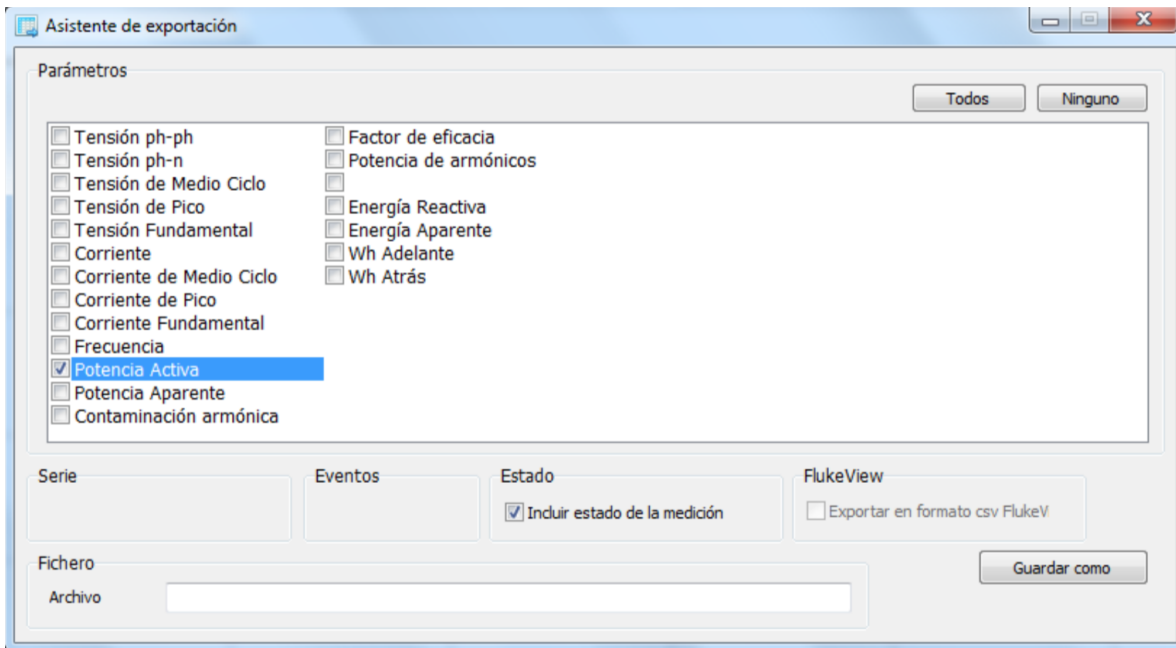 Asistente de exportación
Parámetros
Todos
Ninguno
Tensión ph-ph
Tensión ph-n
Tensión de Medio Ciclo
Tensión de Pico
Tensión Fundamental
Corriente
Corriente de Medio Ciclo
Corriente de Pico
Corriente Fundamental
Frecuencia
Potencia Activa
Potencia Aparente
Contaminación armónica
Factor de eficacia
Potencia de armónicos
Energía Reactiva
Energía Aparente
Wh Adelante
Wh Atrás
Serie
Eventos
Estado
Incluir estado de la medición
FlukeView
Exportar en formato csv FlukeV
Fichero
Archivo
Guardar como